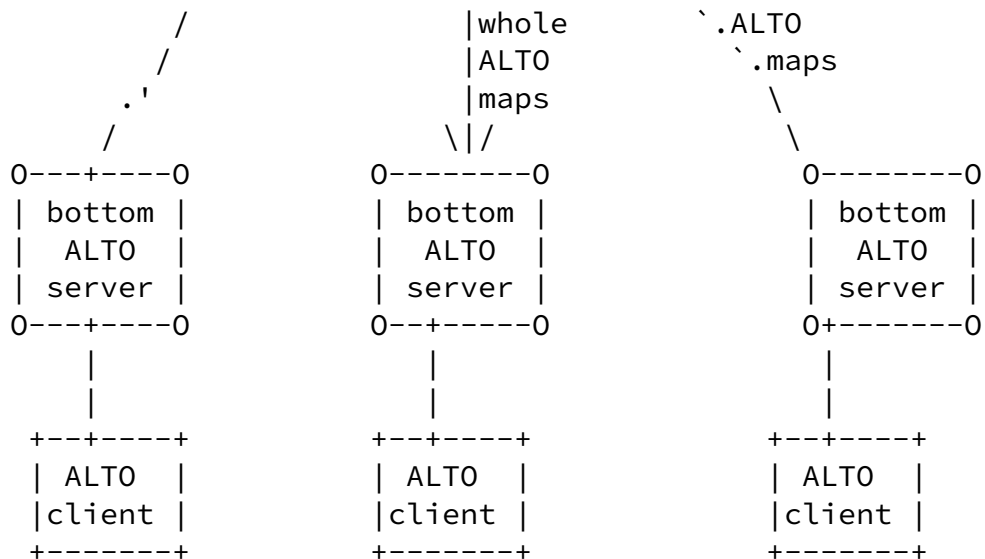 /                |whole        `.ALTO
          /                 |ALTO           `.maps
        .'                  |maps             \
       /                   \|/                 \
  O---+----O           O--------O               O--------O
  | bottom |           | bottom |               | bottom |
  |  ALTO  |           |  ALTO  |               |  ALTO  |
  | server |           | server |               | server |
  O---+----O           O--+-----O               O+-------O
      |                   |                      |
      |                   |                      |
   +--+----+           +--+----+              +--+----+
   | ALTO  |           | ALTO  |              | ALTO  |
   |client |           |client |              |client |
   +-------+           +-------+              +-------+